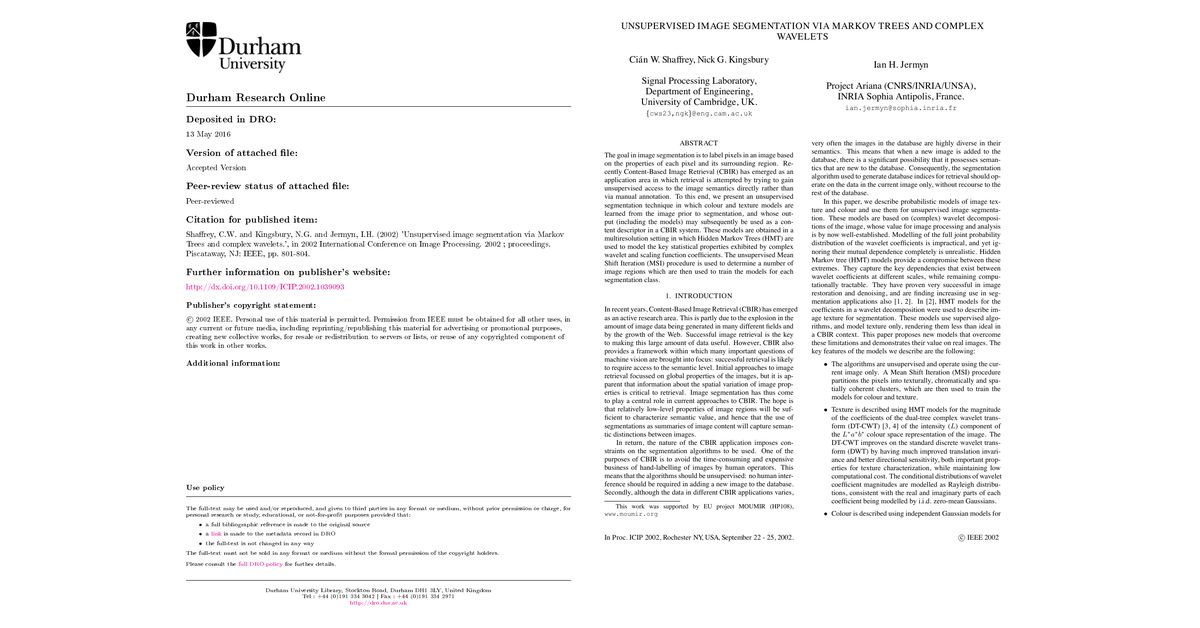 Durham
University
Durham Research Online
Deposited in DRO:
13 May 2016
Version of attached file:
Accepted Version
Peer-review status of attached file:
Peer-reviewed
Citation for published item:
Shaffrey, C.W. and Kingsbury, N.G. and Jermyn, I.H. (2002) 'Unsupervised image segmentation via Markov
Trees and complex wavelets.', in 2002 International Conference on Image Processing. 2002 ; proceedings.
Piscataway, NJ: IEEE, pp. 801-804.
Further information on publisher's website:
http://dx.doi.org/10.1109/ICIP.2002.1039093
Publisher's copyright statement:
© 2002 IEEE. Personal use of this material is permitted. Permission from IEEE must be obtained for all other uses, in
any current or future media, including reprinting/republishing this material for advertising or promotional purposes,
creating new collective works, for resale or redistribution to servers or lists, or reuse of any copyrighted component of
this work in other works.
Additional information:
Use policy
The full-text may be used and/or reproduced, and given to third parties in any format or medium, without prior permission or charge, for
personal research or study, educational, or not-for-profit purposes provided that:
• a full bibliographic reference is made to the original source
• a link is made to the metadata record in DRO
• the full-text is not changed in any way
The full-text must not be sold in any format or medium without the formal permission of the copyright holders.
Please consult the full DRO policy for further details.
Durham University Library, Stockton Road, Durham DH1 3LY, United Kingdom
Tel : +44 (0)191 334 3042 | Fax : +44 (0)191 334 2971
http://dro.dur.ac.uk
UNSUPERVISED IMAGE SEGMENTATION VIA MARKOV TREES AND COMPLEX
WAVELETS
Cián W. Shaffrey, Nick G. Kingsbury
Signal Processing Laboratory,
Department of Engineering,
University of Cambridge, UK.
{cws23,ngk}@eng.cam.ac.uk
Ian H. Jermyn
Project Ariana (CNRS/INRIA/UNSA),
INRIA Sophia Antipolis, France.
ian.jermyn@sophia.inria.fr
ABSTRACT
The goal in image segmentation is to label pixels in an image based
on the properties of each pixel and its surrounding region. Re-
cently Content-Based Image Retrieval (CBIR) has emerged as an
application area in which retrieval is attempted by trying to gain
unsupervised access to the image semantics directly rather than
via manual annotation. To this end, we present an unsupervised
segmentation technique in which colour and texture models are
learned from the image prior to segmentation, and whose out-
put (including the models) may subsequently be used as a con-
tent descriptor in a CBIR system. These models are obtained in a
multiresolution setting in which Hidden Markov Trees (HMT) are
used to model the key statistical properties exhibited by complex
wavelet and scaling function coefficients. The unsupervised Mean
Shift Iteration (MSI) procedure is used to determine a number of
image regions which are then used to train the models for each
segmentation class.
1. INTRODUCTION
In recent years, Content-Based Image Retrieval (CBIR) has emerged
as an active research area. This is partly due to the explosion in the
amount of image data being generated in many different fields and
by the growth of the Web. Successful image retrieval is the key
to making this large amount of data useful. However, CBIR also
provides a framework within which many important questions of
machine vision are brought into focus: successful retrieval is likely
to require access to the semantic level. Initial approaches to image
retrieval focussed on global properties of the images, but it is ap-
parent that information about the spatial variation of image prop-
erties is critical to retrieval. Image segmentation has thus come
to play a central role in current approaches to CBIR. The hope is
that relatively low-level properties of image regions will be suf-
ficient to characterize semantic value, and hence that the use of
segmentations as summaries of image content will capture seman-
tic distinctions between images.
In return, the nature of the CBIR application imposes con-
straints on the segmentation algorithms to be used. One of the
purposes of CBIR is to avoid the time-consuming and expensive
business of hand-labelling of images by human operators. This
means that the algorithms should be unsupervised: no human inter-
ference should be required in adding a new image to the database.
Secondly, although the data in different CBIR applications varies,
This work was supported by EU project MOUMIR (HP108),
www.moumir.org
very often the images in the database are highly diverse in their
semantics. This means that when a new image is added to the
database, there is a significant possibility that it possesses seman-
tics that are new to the database. Consequently, the segmentation
algorithm used to generate database indices for retrieval should op-
erate on the data in the current image only, without recourse to the
rest of the database.
In this paper, we describe probabilistic models of image tex-
ture and colour and use them for unsupervised image segmenta-
tion. These models are based on (complex) wavelet decomposi-
tions of the image, whose value for image processing and analysis
is by now well-established. Modelling of the full joint probability
distribution of the wavelet coefficients is impractical, and yet ig-
noring their mutual dependence completely is unrealistic. Hidden
Markov tree (HMT) models provide a compromise between these
extremes. They capture the key dependencies that exist between
wavelet coefficients at different scales, while remaining compu-
tationally tractable. They have proven very successful in image
restoration and denoising, and are finding increasing use in seg-
mentation applications also [1, 2]. In [2], HMT models for the
coefficients in a wavelet decomposition were used to describe im-
age texture for segmentation. These models use supervised algo-
rithms, and model texture only, rendering them less than ideal in
a CBIR context. This paper proposes new models that overcome
these limitations and demonstrates their value on real images. The
key features of the models we describe are the following:
• The algorithms are unsupervised and operate using the cur-
rent image only. A Mean Shift Iteration (MSI) procedure
partitions the pixels into texturally, chromatically and spa-
tially coherent clusters, which are then used to train the
models for colour and texture.
• Texture is described using HMT models for the magnitude
of the coefficients of the dual-tree complex wavelet trans-
form (DT-CWT) [3, 4] of the intensity (L) component of
the L*a*b* colour space representation of the image. The
DT-CWT improves on the standard discrete wavelet trans-
form (DWT) by having much improved translation invari-
ance and better directional sensitivity, both important prop-
erties for texture characterization, while maintaining low
computational cost. The conditional distributions of wavelet
coefficient magnitudes are modelled as Rayleigh distribu-
tions, consistent with the real and imaginary parts of each
coefficient being modelled by i.i.d. zero-mean Gaussians.
• Colour is described using independent Gaussian models for
In Proc. ICIP 2002, Rochester NY, USA, September 22 - 25, 2002.
© IEEE 2002